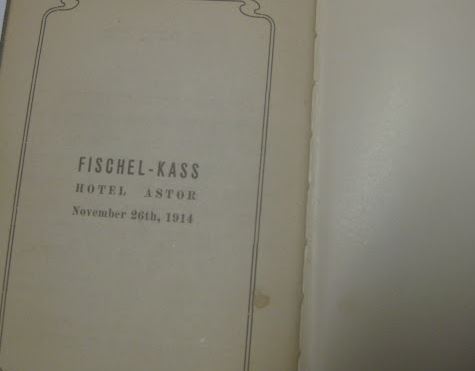 FISCHEL-KASS
HOTEL ASTOR
November 26th, 1914